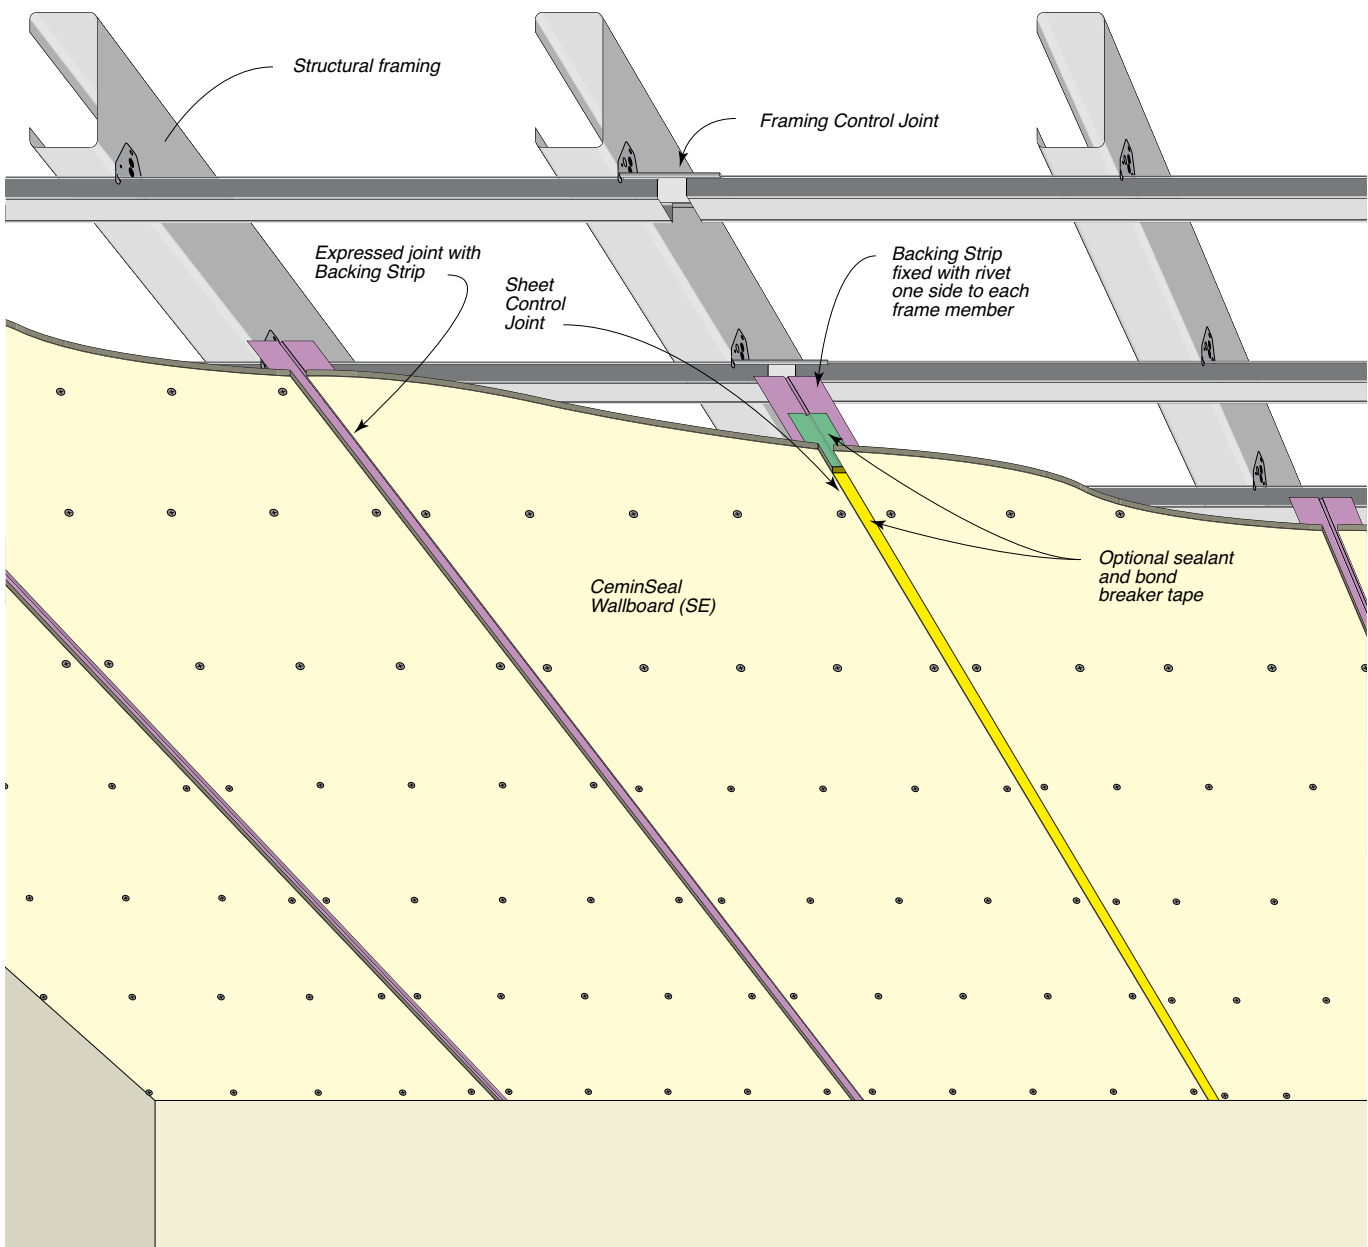 Structural framing
Framing Control Joint
Expressed joint with
Backing Strip
Sheet
Control
Joint
Backing Strip
fixed with rivet
one side to each
frame member
Optional sealant
and bond
breaker tape
CeminSeal
Wallboard (SE)